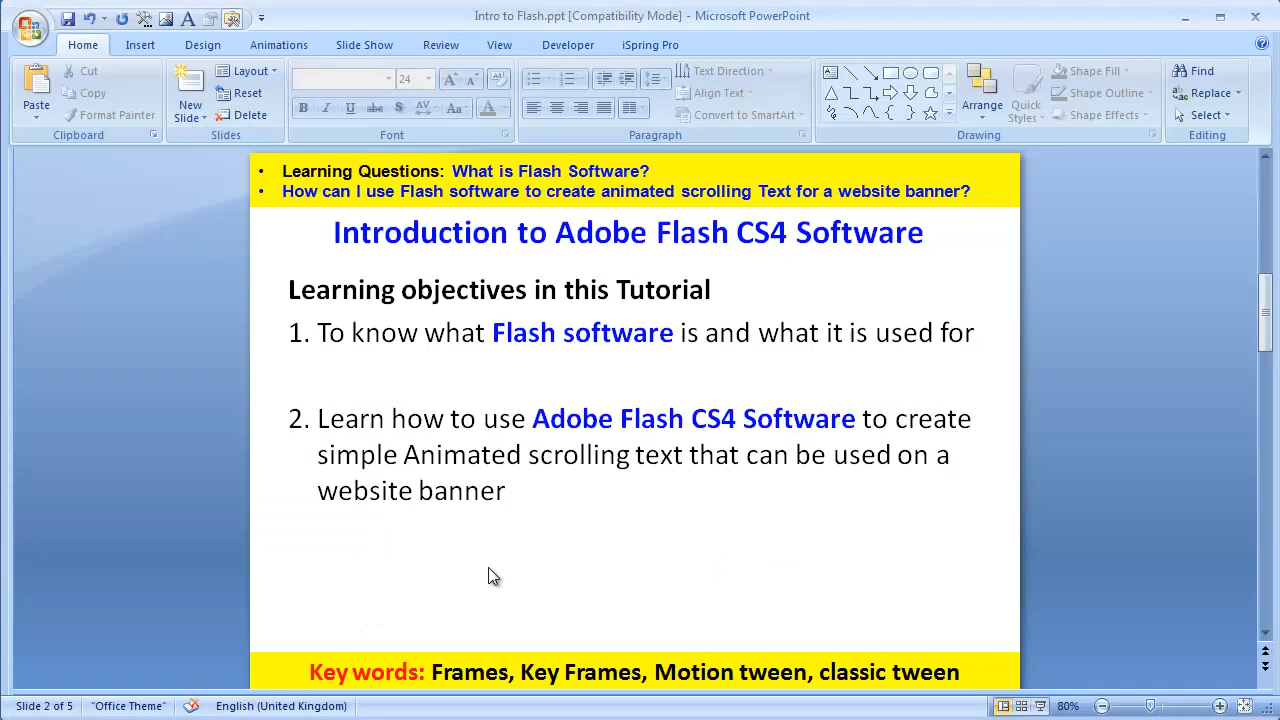 Intro to Flash.ppt [Compatibility Mode] - Microsoft PowerPoint
Home Insert Design Animations Slide Show Review View Developer iSpring Pro
Cut Layout 24 Text Direction Shape Fill Find
Paste Copy New Slide Reset Align Text Arrange Quick Styles Shape Outline Replace
Format Painter Delete B I U abc S AV Aa A Convert to SmartArt Shape Effects Select
Clipboard Slides Font Paragraph Drawing Editing
• Learning Questions: What is Flash Software?
• How can I use Flash software to create animated scrolling Text for a website banner?
Introduction to Adobe Flash CS4 Software
Learning objectives in this Tutorial
1. To know what Flash software is and what it is used for
2. Learn how to use Adobe Flash CS4 Software to create
simple Animated scrolling text that can be used on a
website banner
Key words: Frames, Key Frames, Motion tween, classic tween
Slide 2 of 5 "Office Theme" English (United Kingdom) 80%